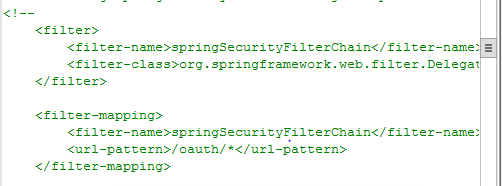 <!--
<filter>
<filter-name>springSecurityFilterChain</filter-name>
<filter-class>org.springframework.web.filter.Delegat
</filter>
<filter-mapping>
<filter-name>springSecurityFilterChain</filter-name>
<url-pattern>/oauth/*</url-pattern>
</filter-mapping>